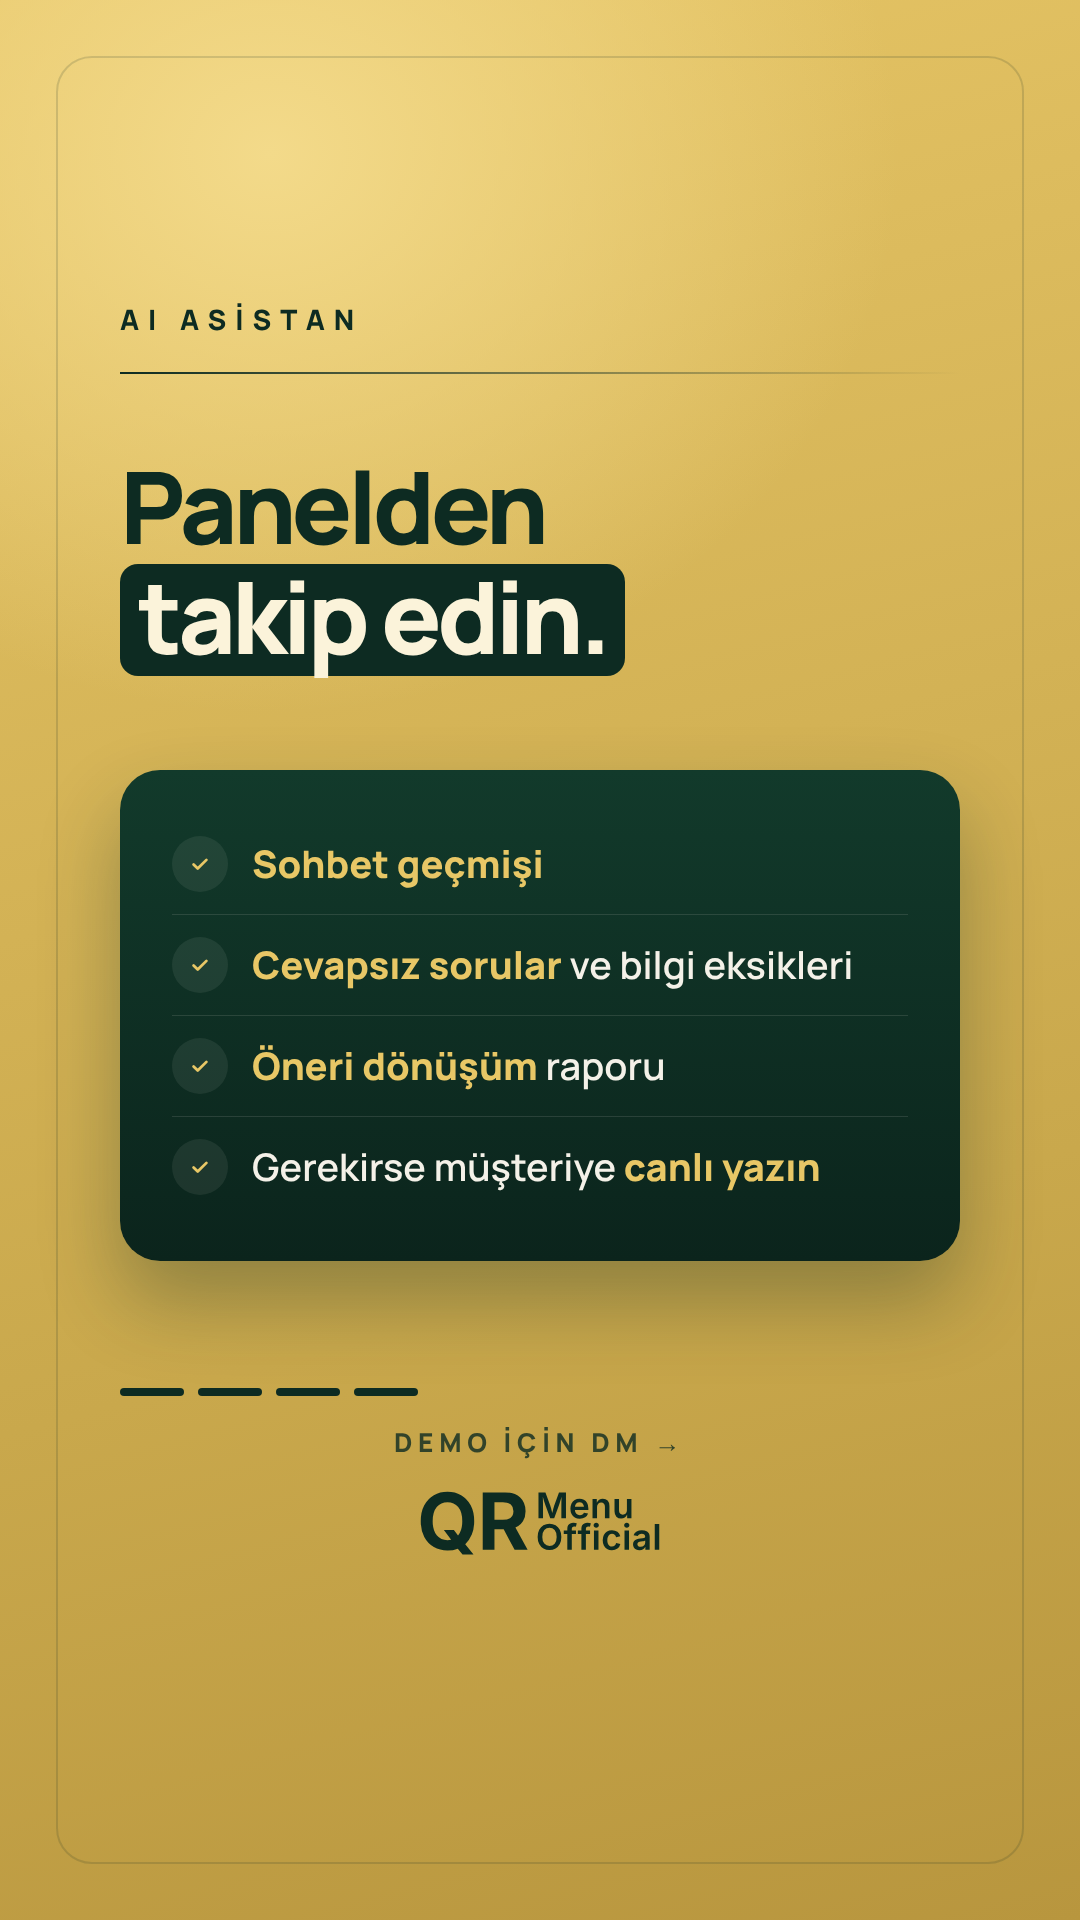 AI ASİSTAN
Panelden
takip edin.
Sohbet geçmişi
Cevapsız sorular ve bilgi eksikleri
Öneri dönüşüm raporu
Gerekirse müşteriye canlı yazın
DEMO İÇİN DM →
QR Menu
Official